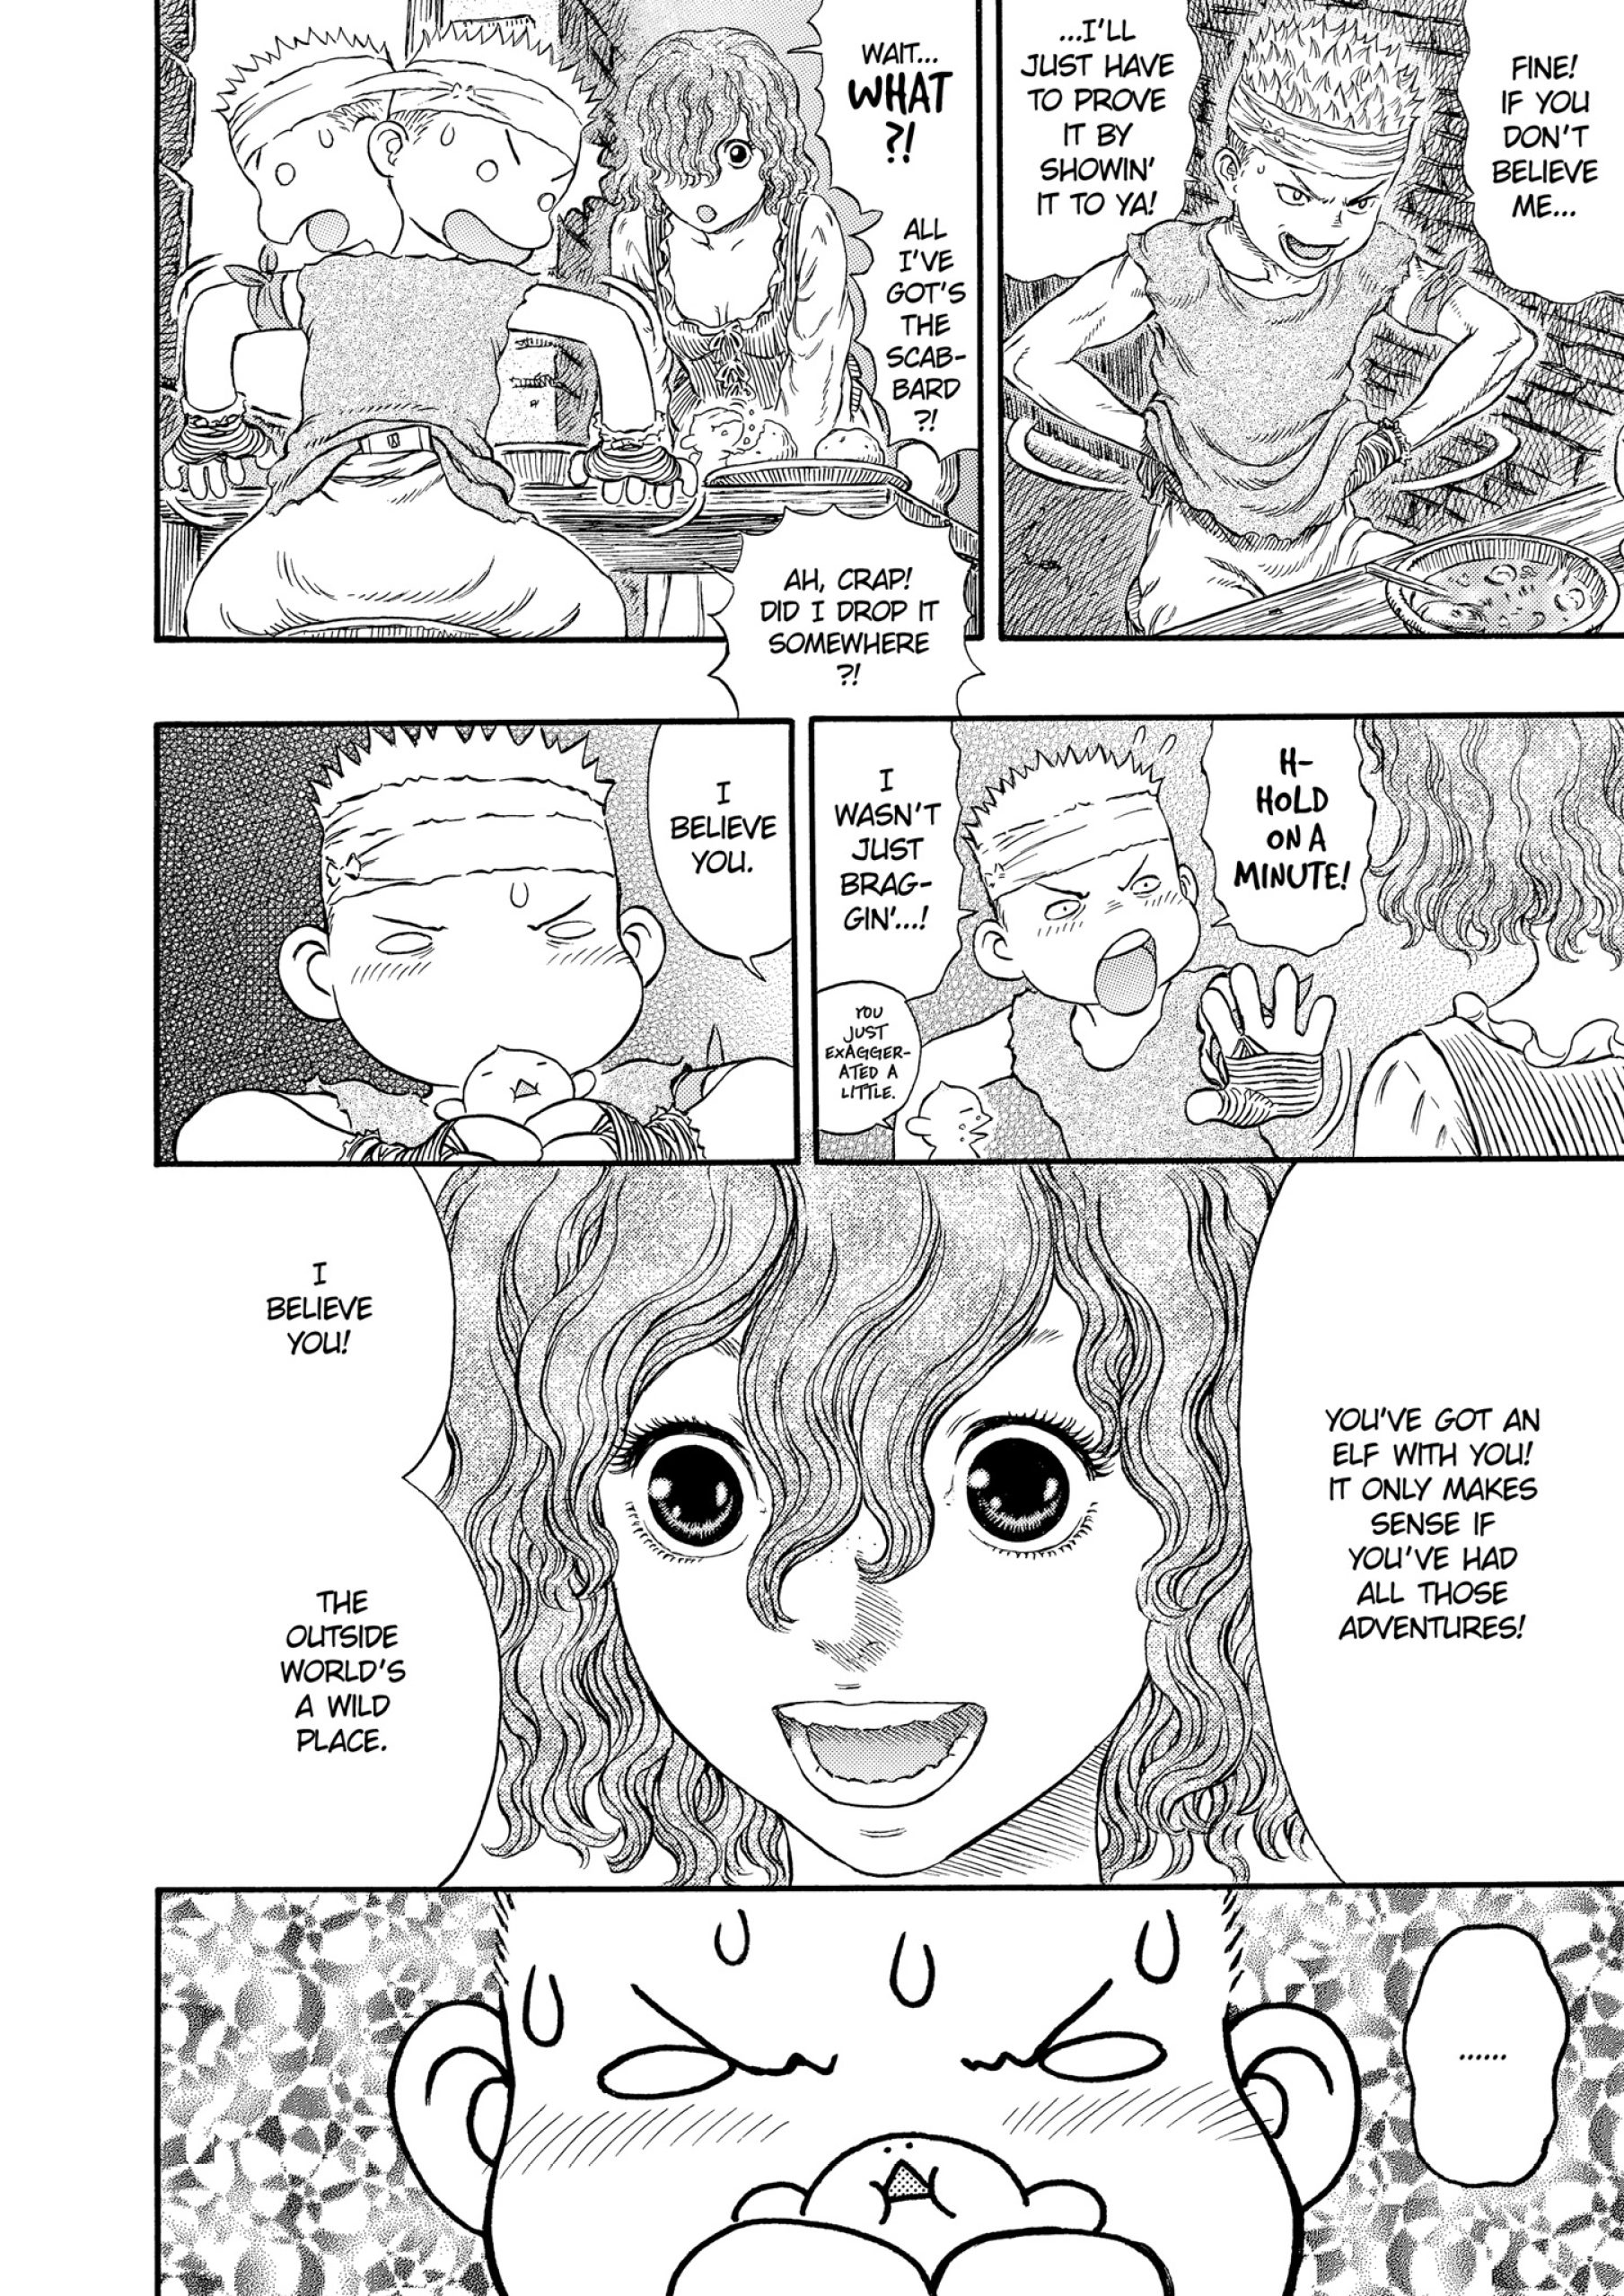 FINE!
IF YOU
DON'T
BELIEVE
ME...
...I'LL
JUST HAVE
TO PROVE
IT BY
SHOWIN'
IT TO YA!
WAIT...
WHAT
?!
ALL
I'VE
GOT'S
THE
SCAB-
BARD
?!
AH, CRAP!
DID I DROP IT
SOMEWHERE
?!
H-
HOLD
ON A
MINUTE!
I
WASN'T
JUST
BRAG-
GIN'...!
YOU
JUST
EXAGGER-
ATED A
LITTLE.
I
BELIEVE
YOU.
YOU'VE GOT AN
ELF WITH YOU!
IT ONLY MAKES
SENSE IF
YOU'VE HAD
ALL THOSE
ADVENTURES!
I
BELIEVE
YOU!
THE
OUTSIDE
WORLD'S
A WILD
PLACE.
......